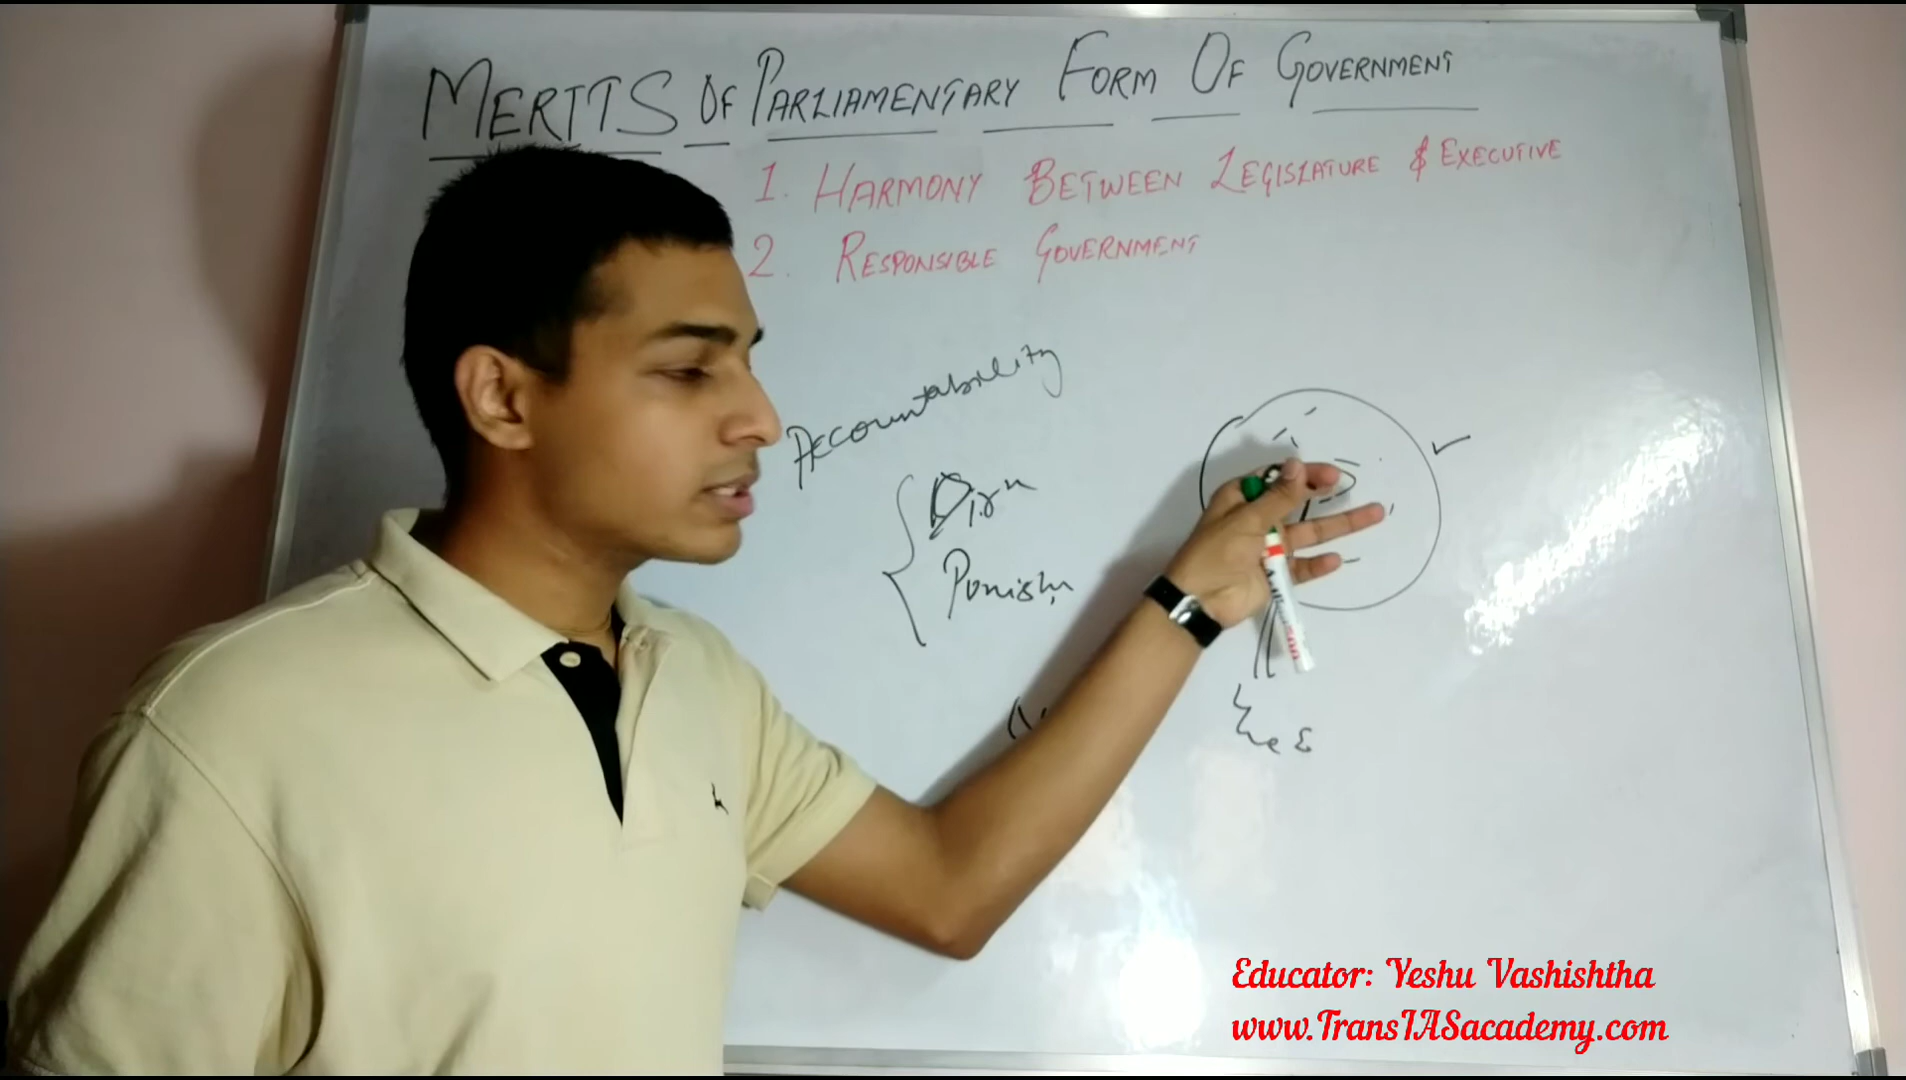 MERITS OF PARLIAMENTARY FORM OF GOVERNMENT
1. HARMONY BETWEEN LEGISLATURE & EXECUTIVE
2. RESPONSIBLE GOVERNMENT
Accountability
Educator: Yeshu Vashishtha
www.TransIASacademy.com